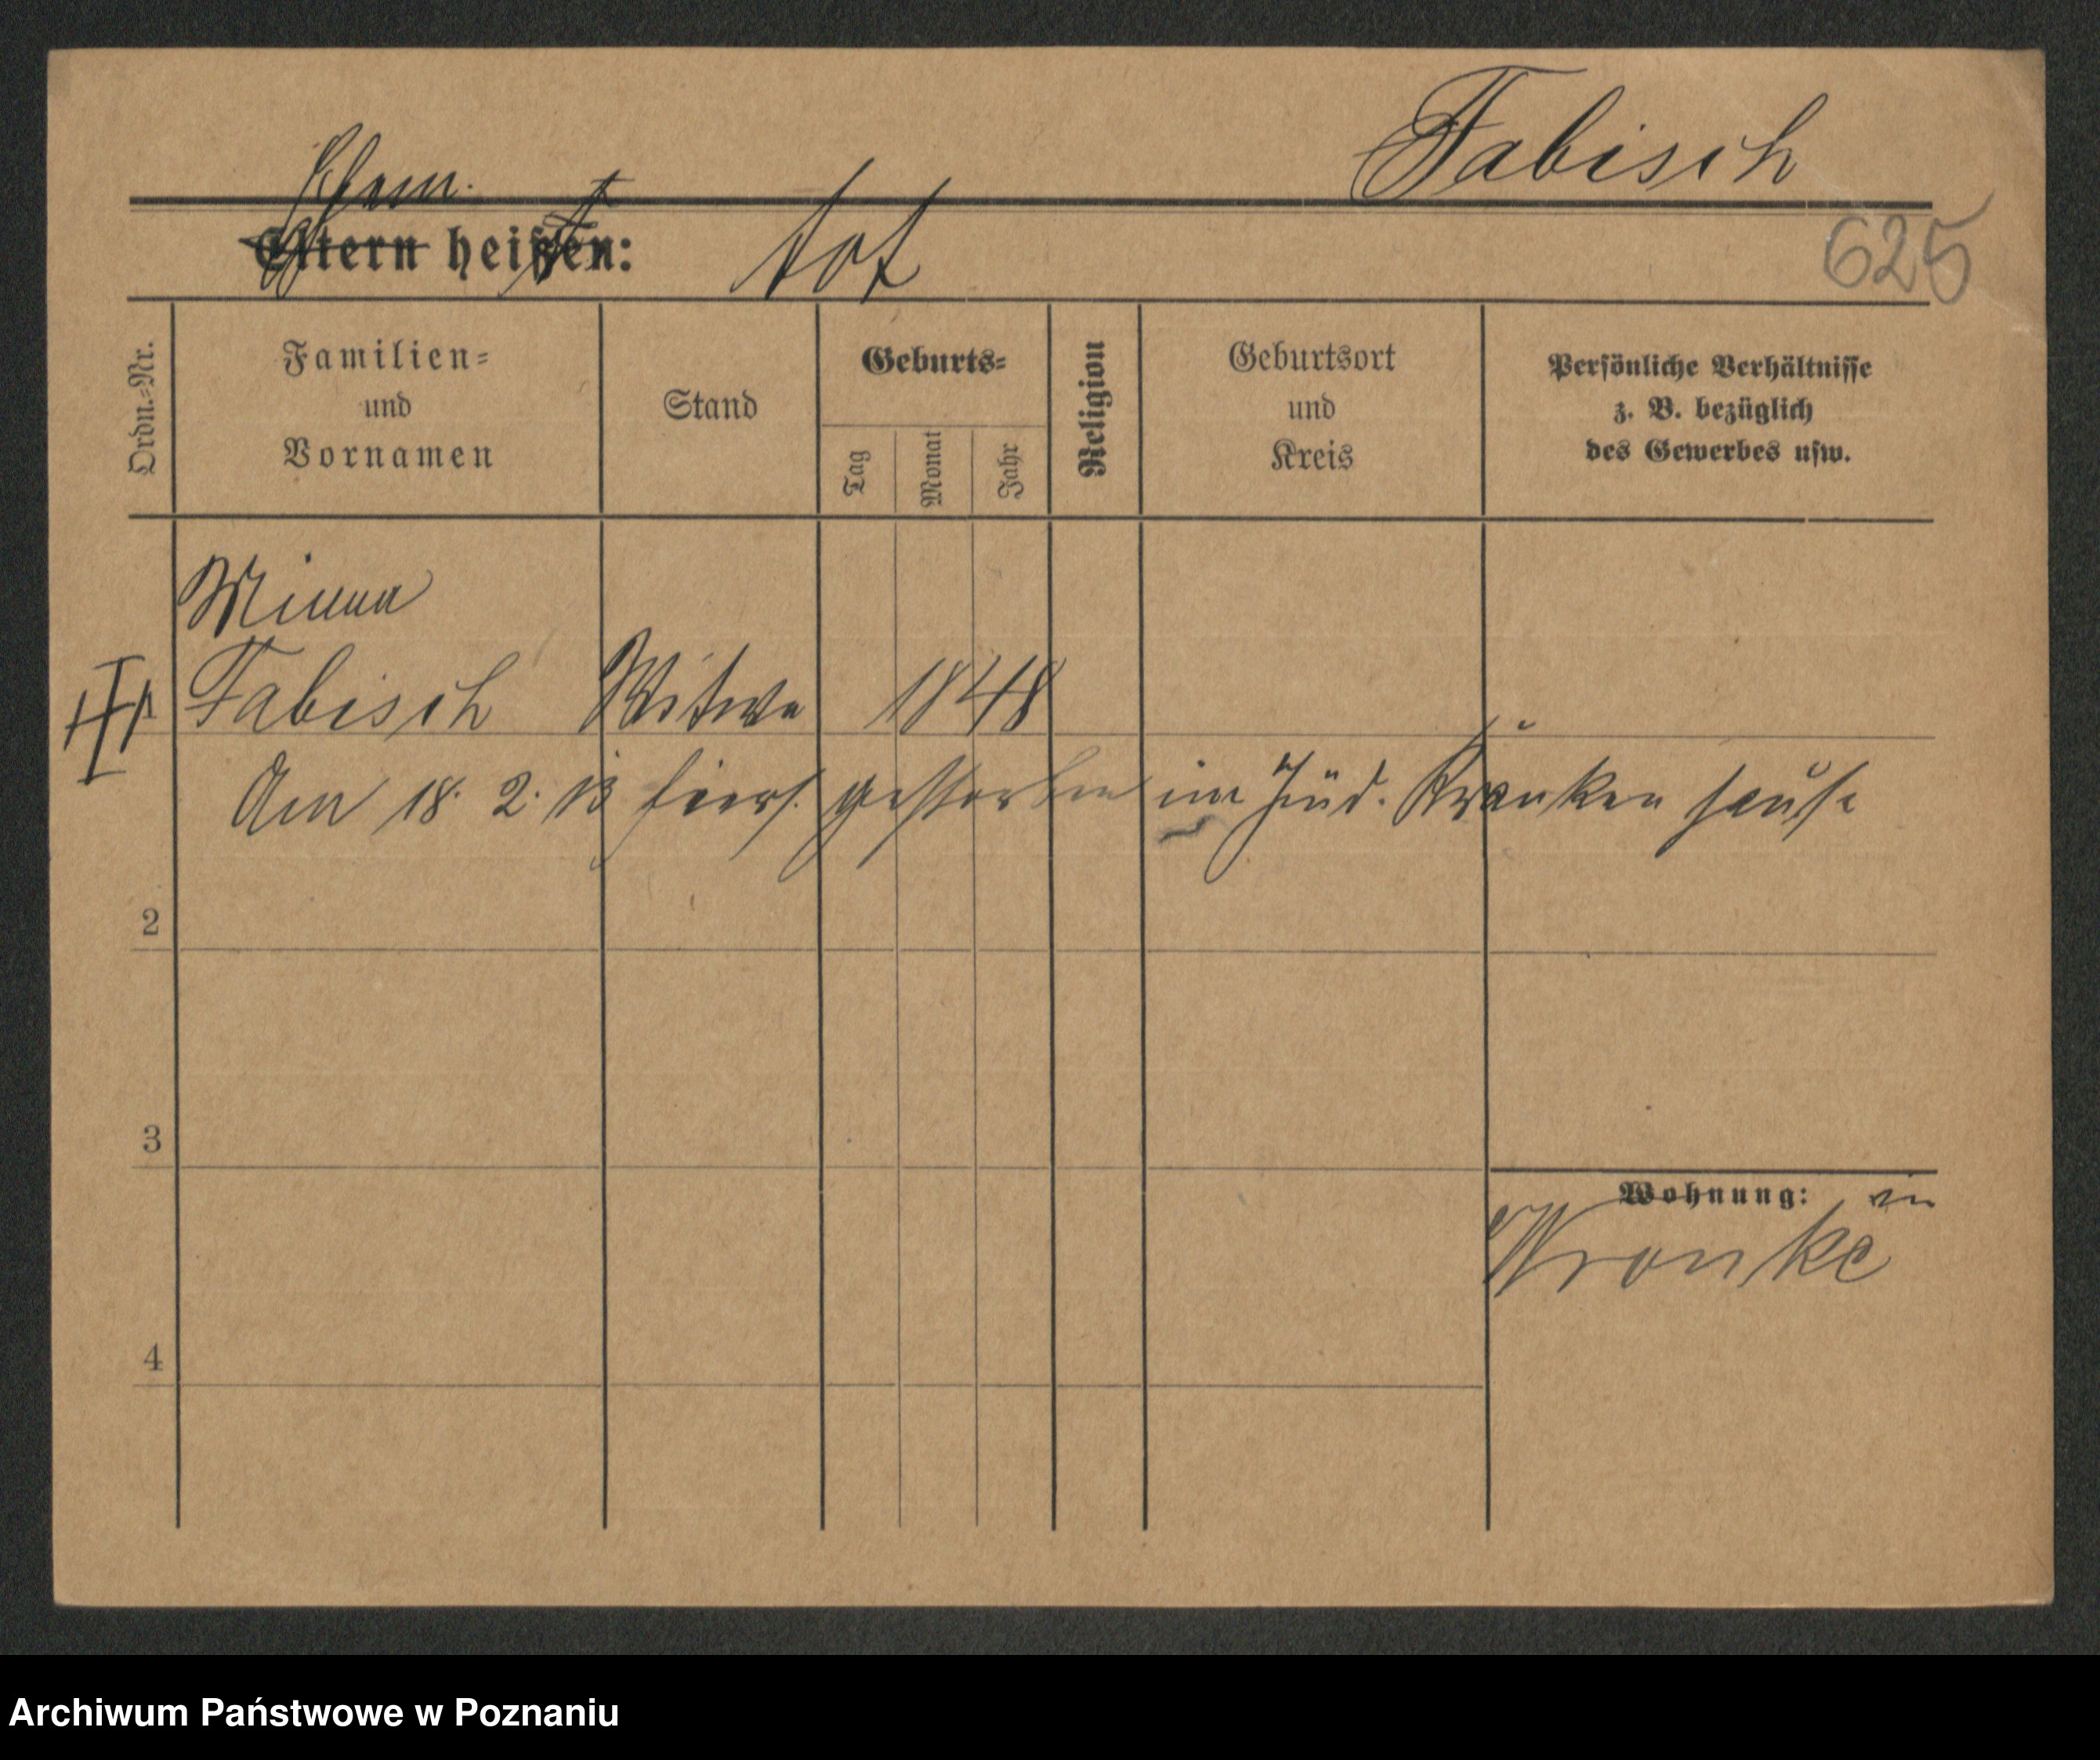 Fabisch
Ehem.
Eltern heißen: tot
625
Ordn.-Nr.
Familien-
und
Vornamen
Stand
Geburts-
Tag
Monat
Jahr
Religion
Geburtsort
und
Kreis
Persönliche Verhältnisse
z. B. bezüglich
des Gewerbes usw.
Minna
1 Fabisch Witwe 1848
Am 18. 2. 13 hiers. gestorben im Jüd. Krankenhause
2
3
Wohnung: in
Wronke
4
Archiwum Państwowe w Poznaniu